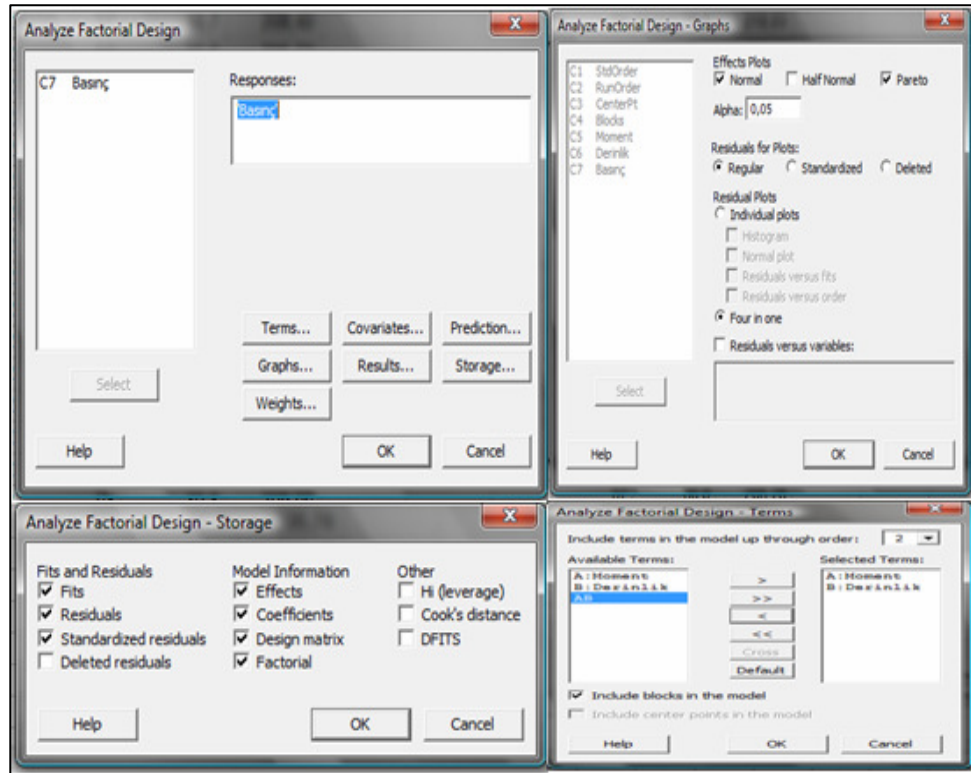 Analyze Factorial Design
C7 Basınç
Responses:
'Basınç'
Terms... Covariates... Prediction...
Graphs... Results... Storage...
Select
Weights...
Help OK Cancel
Analyze Factorial Design - Graphs
C1 StdOrder
C2 RunOrder
C3 CenterPt
C4 Blocks
C5 Moment
C6 Derinlik
C7 Basınç
Effects Plots
Normal Half Normal Pareto
Alpha: 0,05
Residuals for Plots:
Regular Standardized Deleted
Residual Plots
Individual plots
Histogram
Normal plot
Residuals versus fits
Residuals versus order
Four in one
Residuals versus variables:
Select
Help OK Cancel
Analyze Factorial Design - Storage
Fits and Residuals Model Information Other
Fits Effects Hi (leverage)
Residuals Coefficients Cook's distance
Standardized residuals Design matrix DFITS
Deleted residuals Factorial
Help OK Cancel
Analyze Factorial Design - Terms
Include terms in the model up through order: 2
Available Terms: Selected Terms:
A:Moment > A:Moment
B:Derinlik >> B:Derinlik
AB <
<<
Cross
Default
Include blocks in the model
Include center points in the model
Help OK Cancel